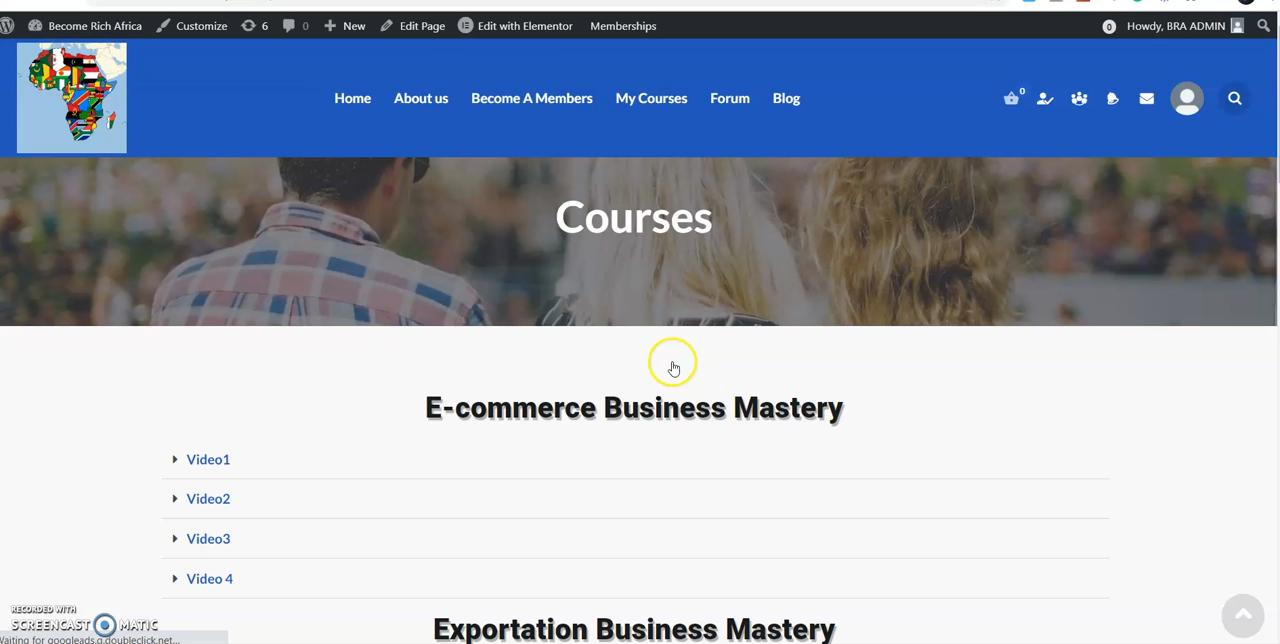 Become Rich Africa Customize 6 0 New Edit Page Edit with Elementor Memberships 0 Howdy, BRA ADMIN
Home About us Become A Members My Courses Forum Blog 0
Courses
E-commerce Business Mastery
Video1
Video2
Video3
Video 4
RECORDED WITH
SCREENCAST MATIC
Waiting for googleads.g.doubleclick.net...
Exportation Business Mastery